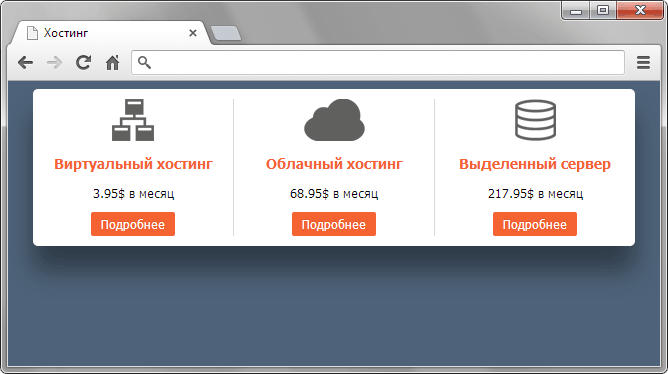 Хостинг
Виртуальный хостинг
3.95$ в месяц
Подробнее
Облачный хостинг
68.95$ в месяц
Подробнее
Выделенный сервер
217.95$ в месяц
Подробнее